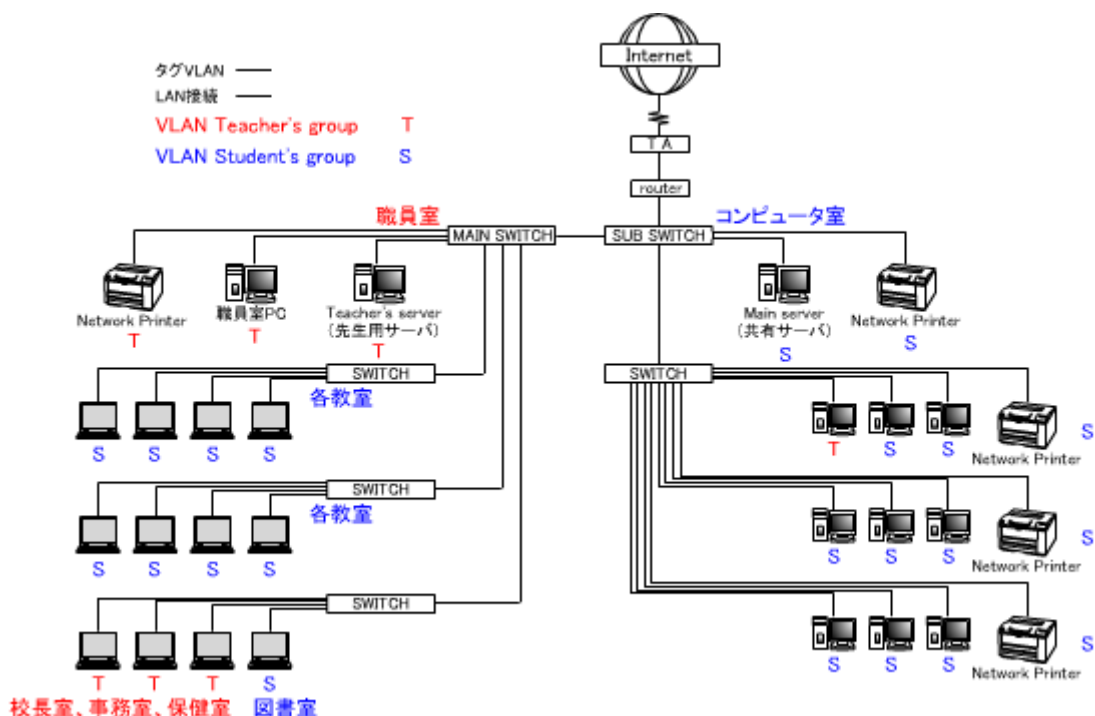 Internet
タグVLAN
LAN接続
VLAN Teacher's group T
VLAN Student's group S
T A
router
職員室
コンピュータ室
MAIN SWITCH
SUB SWITCH
Network Printer
T
職員室PC
T
Teacher's server
(先生用サーバ)
T
Main server
(共有サーバ)
S
Network Printer
S
SWITCH
各教室
S S S S
SWITCH
T S S
Network Printer
S
SWITCH
各教室
S S S S
S S S
Network Printer
S
SWITCH
T T T S
校長室、事務室、保健室 図書室
S S S
Network Printer
S